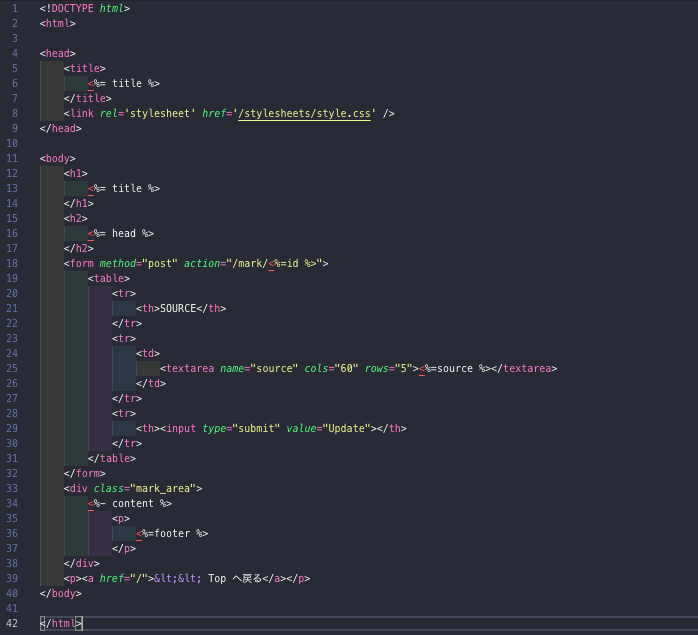 1 <!DOCTYPE html>
2 <html>
3
4 <head>
5     <title>
6         <%= title %>
7     </title>
8     <link rel='stylesheet' href='/stylesheets/style.css' />
9 </head>
10
11 <body>
12     <h1>
13         <%= title %>
14     </h1>
15     <h2>
16         <%= head %>
17     </h2>
18     <form method="post" action="/mark/<%=id %>">
19         <table>
20             <tr>
21                 <th>SOURCE</th>
22             </tr>
23             <tr>
24                 <td>
25                     <textarea name="source" cols="60" rows="5"><%=source %></textarea>
26                 </td>
27             </tr>
28             <tr>
29                 <th><input type="submit" value="Update"></th>
30             </tr>
31         </table>
32     </form>
33     <div class="mark_area">
34         <%- content %>
35             <p>
36                 <%=footer %>
37             </p>
38     </div>
39     <p><a href="/">&lt;&lt; Top へ戻る</a></p>
40 </body>
41
42 </html>